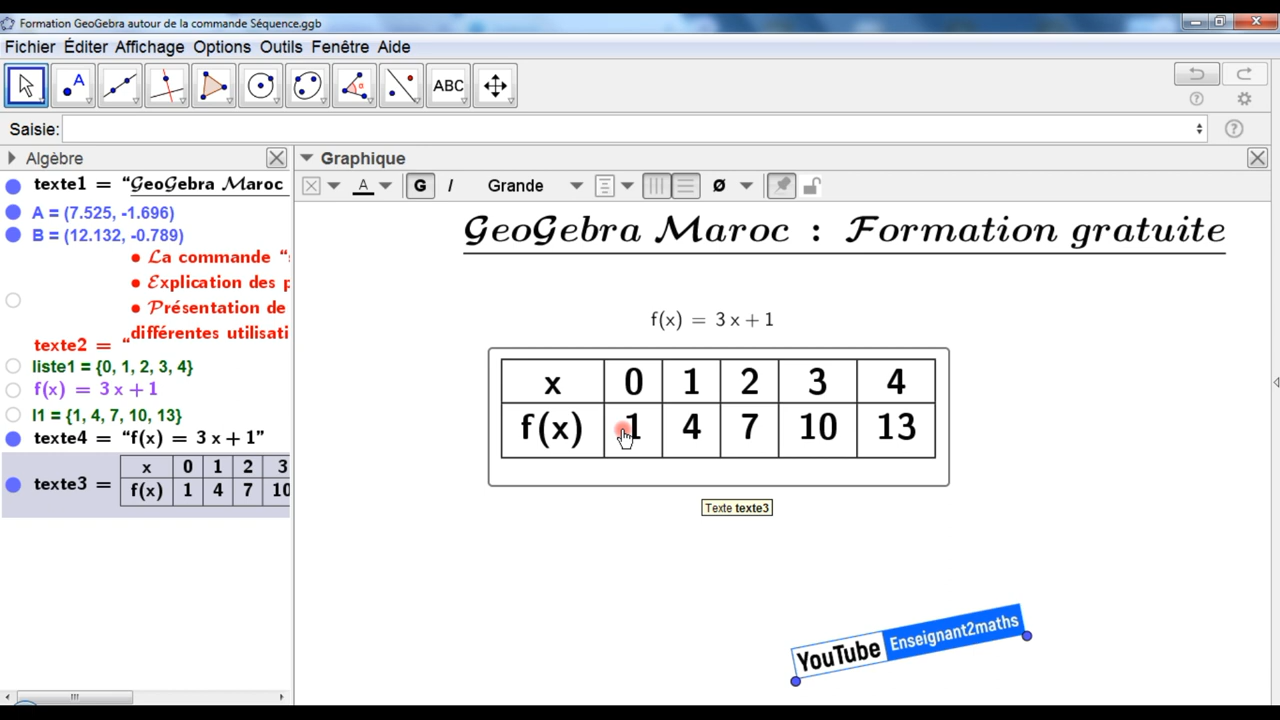 Formation GeoGebra autour de la commande Séquence.ggb
Fichier Éditer Affichage Options Outils Fenêtre Aide
A ABC
Saisie:
Algèbre
texte1 = “GeoGebra Maroc
A = (7.525, -1.696)
B = (12.132, -0.789)
• La commande “
• Explication des p
• Présentation de
différentes utilisati
texte2 = “
liste1 = {0, 1, 2, 3, 4}
f(x) = 3 x + 1
l1 = {1, 4, 7, 10, 13}
texte4 = “f(x) = 3 x + 1”
texte3 =
x 0 1 2 3
f(x) 1 4 7 10
Graphique
A G I Grande
GeoGebra Maroc : Formation gratuite
f(x) = 3 x + 1
x 0 1 2 3 4
f(x) 1 4 7 10 13
Texte texte3
YouTube Enseignant2maths